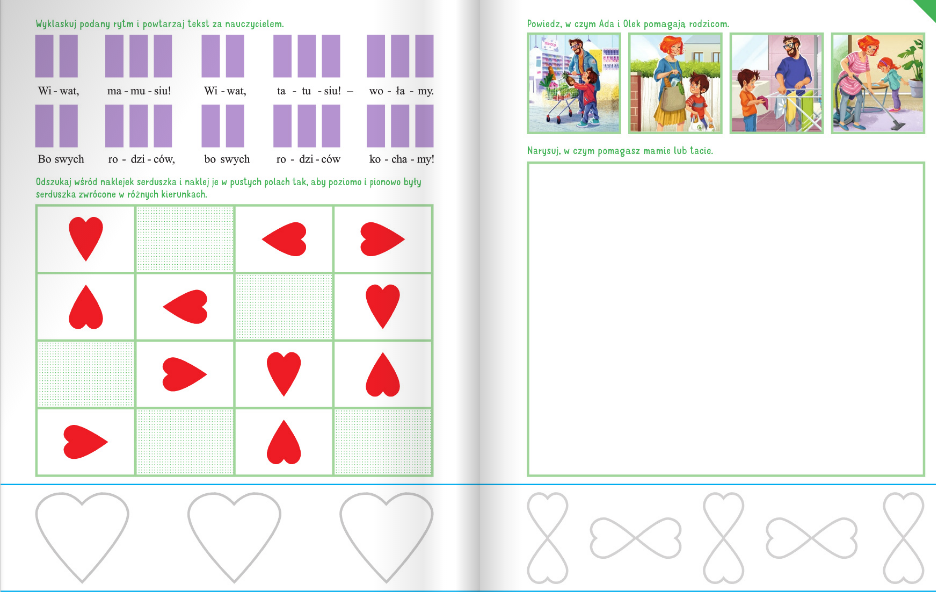 Wyklaskuj podany rytm i powtarzaj tekst za nauczycielem.
Wi - wat, ma - mu - siu! Wi - wat, ta - tu - siu! – wo - ła - my.
Bo swych ro - dzi - ców, bo swych ro - dzi - ców ko - cha - my!
Odszukaj wśród naklejek serduszka i naklej je w pustych polach tak, aby poziomo i pionowo były
serduszka zwrócone w różnych kierunkach.
Powiedz, w czym Ada i Olek pomagają rodzicom.
Narysuj, w czym pomagasz mamie lub tacie.